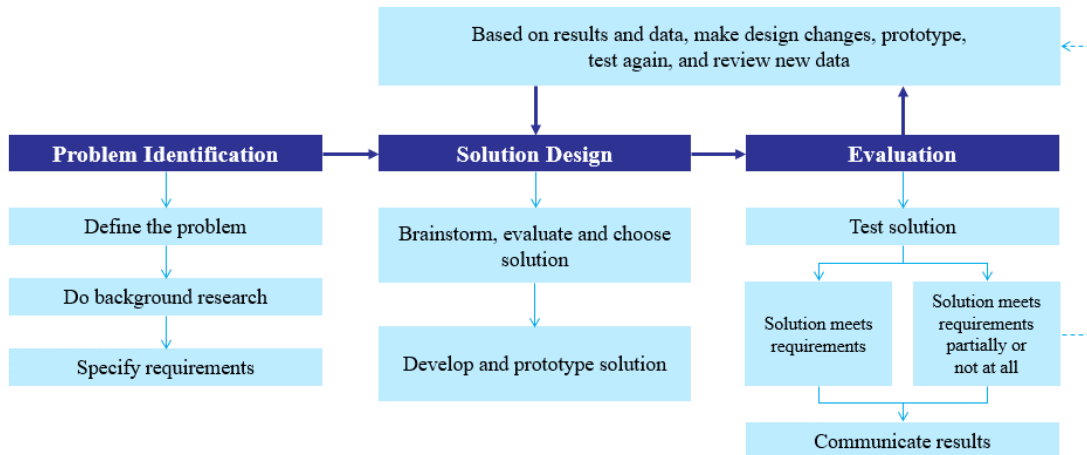 Based on results and data, make design changes, prototype,
test again, and review new data
Problem Identification
Solution Design
Evaluation
Define the problem
Do background research
Specify requirements
Brainstorm, evaluate and choose
solution
Develop and prototype solution
Test solution
Solution meets
requirements
Solution meets
requirements
partially or
not at all
Communicate results